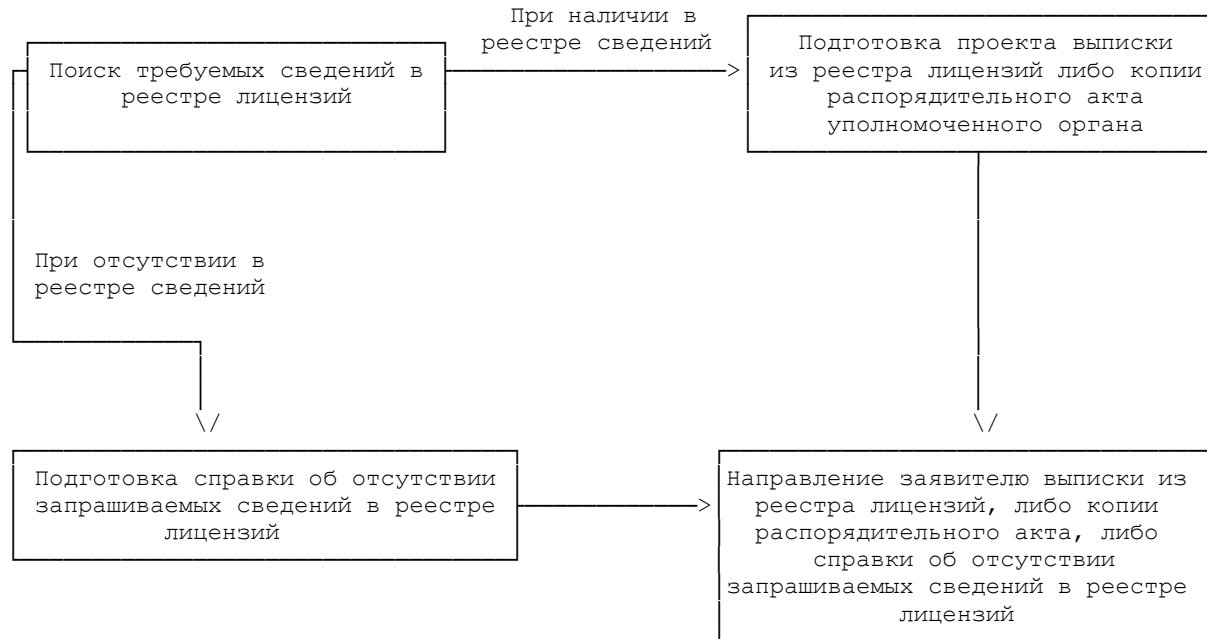 При наличии в
реестре сведений
Поиск требуемых сведений в
реестре лицензий
Подготовка проекта выписки
из реестра лицензий либо копии
распорядительного акта
уполномоченного органа
При отсутствии в
реестре сведений
Подготовка справки об отсутствии
запрашиваемых сведений в реестре
лицензий
Направление заявителю выписки из
реестра лицензий, либо копии
распорядительного акта, либо
справки об отсутствии
запрашиваемых сведений в реестре
лицензий